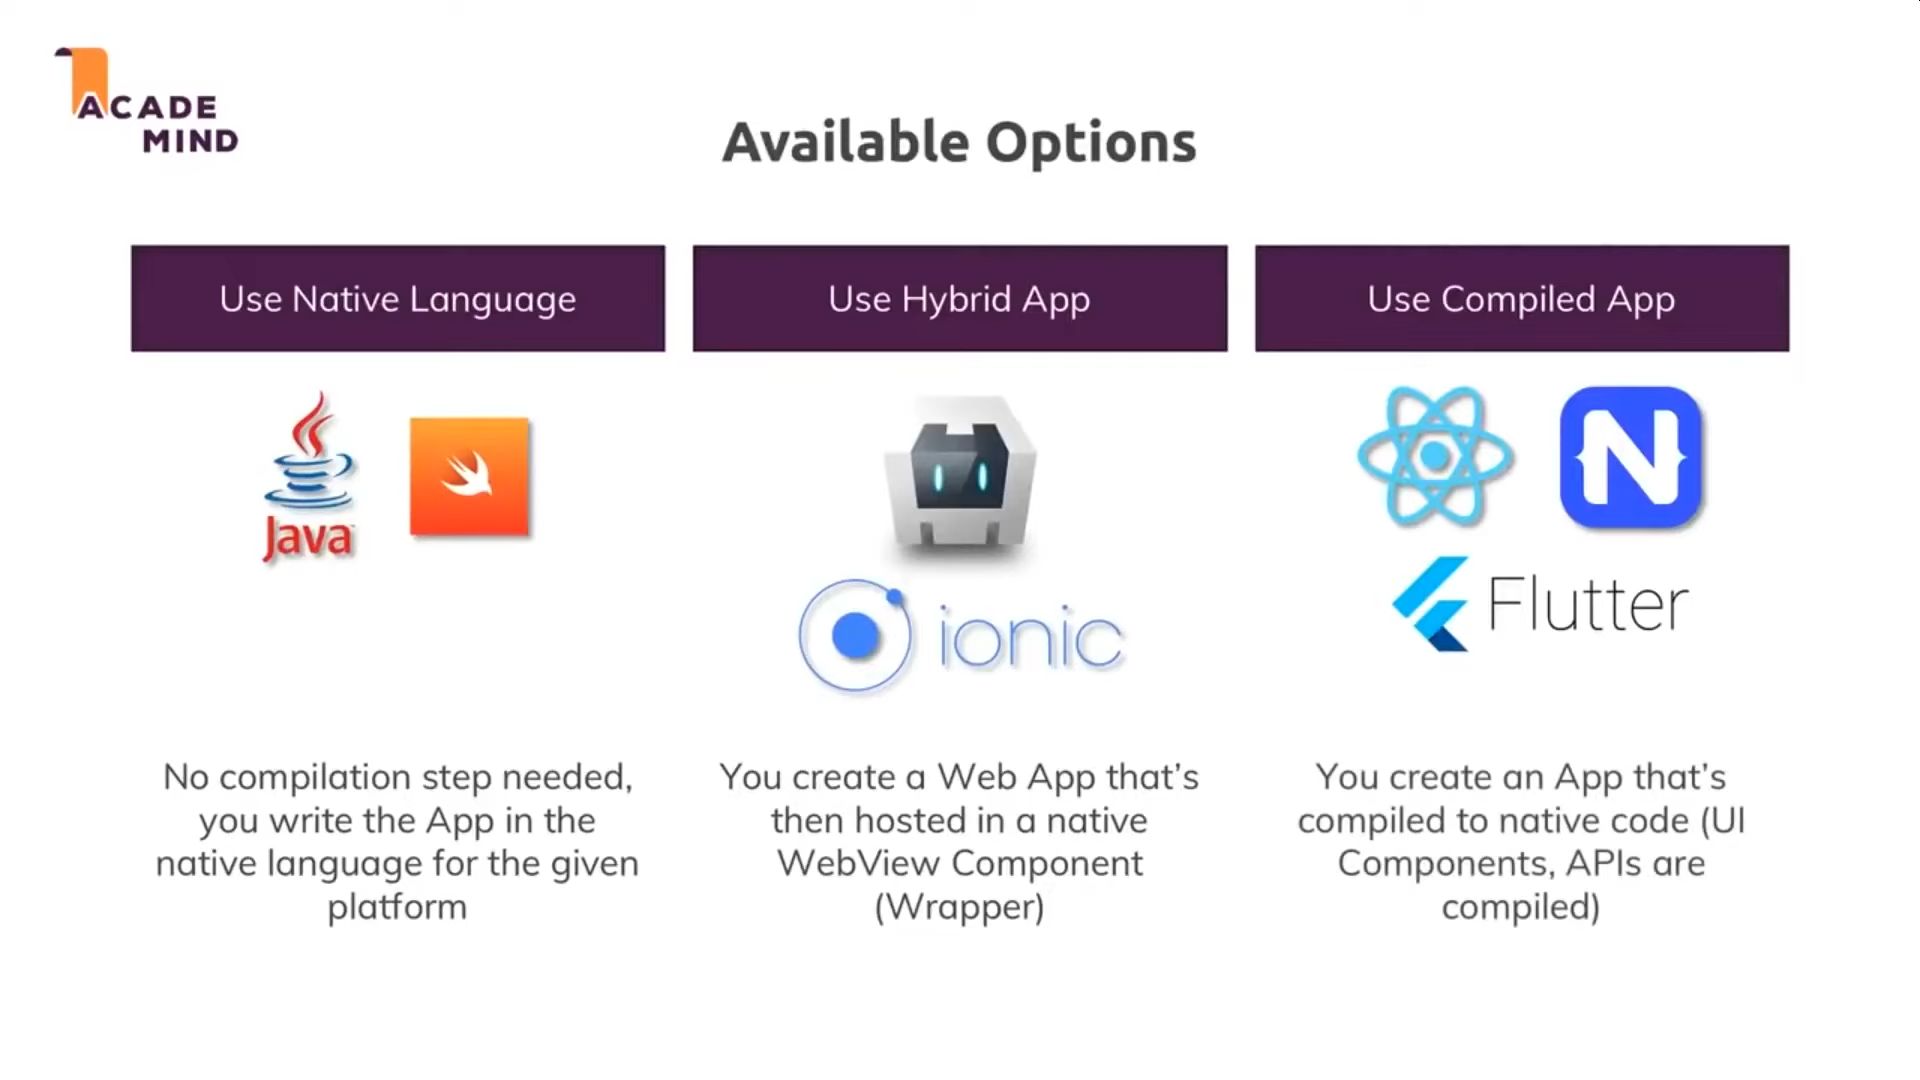 ACADE
MIND
Available Options
Use Native Language
Use Hybrid App
Use Compiled App
Java
N
ionic
Flutter
No compilation step needed,
you write the App in the
native language for the given
platform
You create a Web App that's
then hosted in a native
WebView Component
(Wrapper)
You create an App that's
compiled to native code (UI
Components, APIs are
compiled)